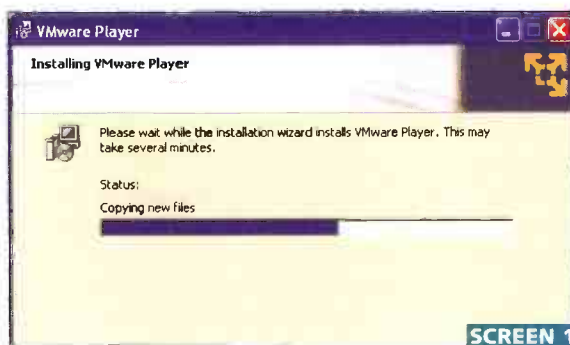 VMware Player
Installing VMware Player
Please wait while the installation wizard installs VMware Player. This may
take several minutes.
Status:
Copying new files
SCREEN 1